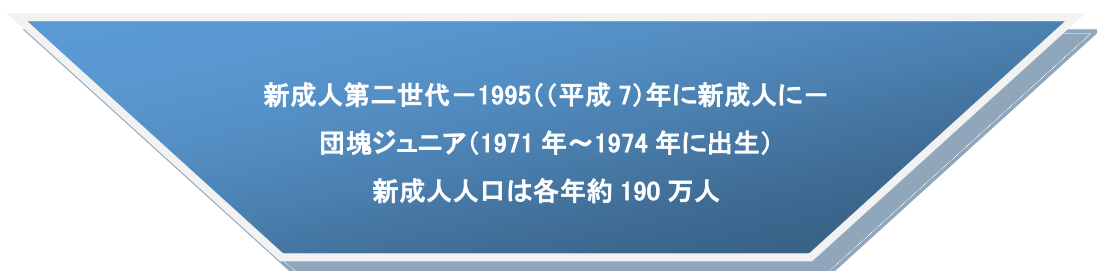 新成人第二世代－1995((平成 7)年に新成人に－
団塊ジュニア(1971 年～1974 年に出生)
新成人人口は各年約 190 万人